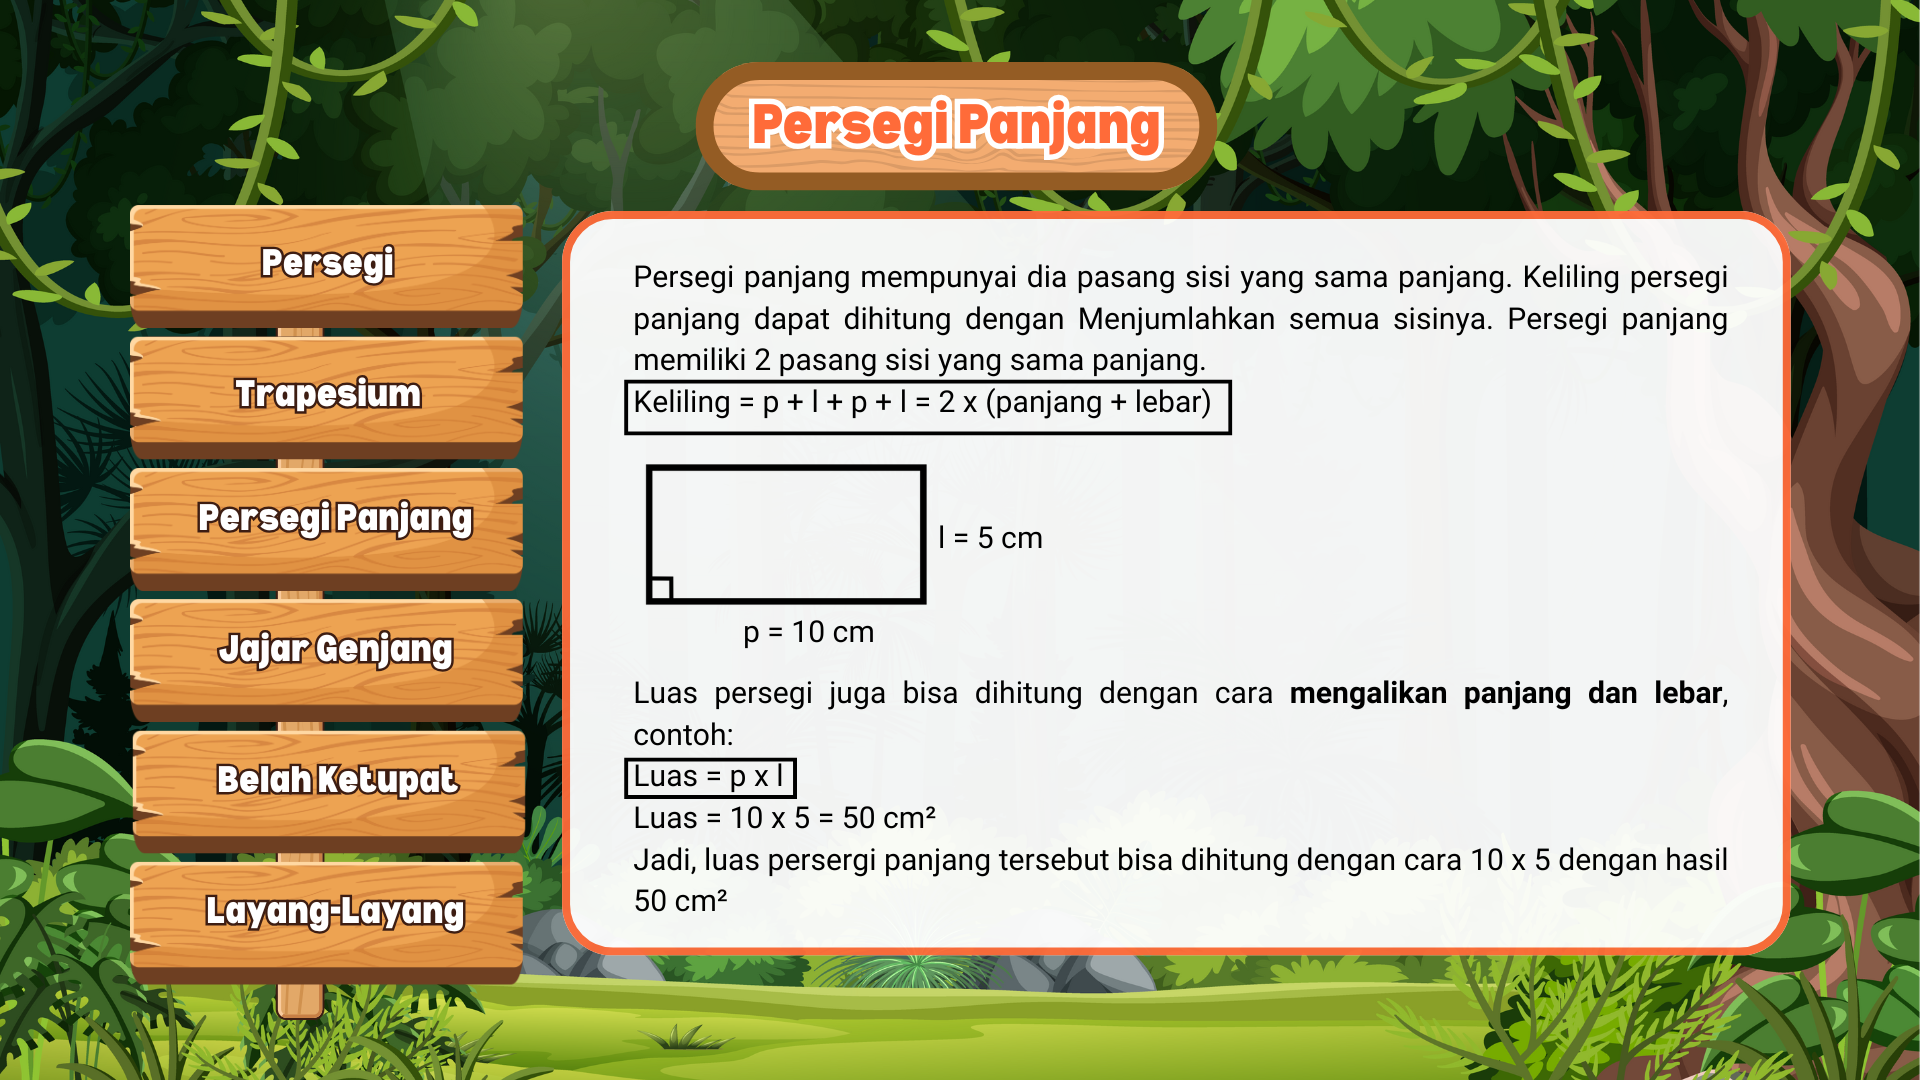 Persegi Panjang
Persegi
Trapesium
Persegi Panjang
Jajar Genjang
Belah Ketupat
Layang-Layang
Persegi panjang mempunyai dia pasang sisi yang sama panjang. Keliling persegi
panjang dapat dihitung dengan Menjumlahkan semua sisinya. Persegi panjang
memiliki 2 pasang sisi yang sama panjang.
Keliling = p + l + p + l = 2 x (panjang + lebar)
l = 5 cm
p = 10 cm
Luas persegi juga bisa dihitung dengan cara mengalikan panjang dan lebar,
contoh:
Luas = p x l
Luas = 10 x 5 = 50 cm²
Jadi, luas persergi panjang tersebut bisa dihitung dengan cara 10 x 5 dengan hasil
50 cm²